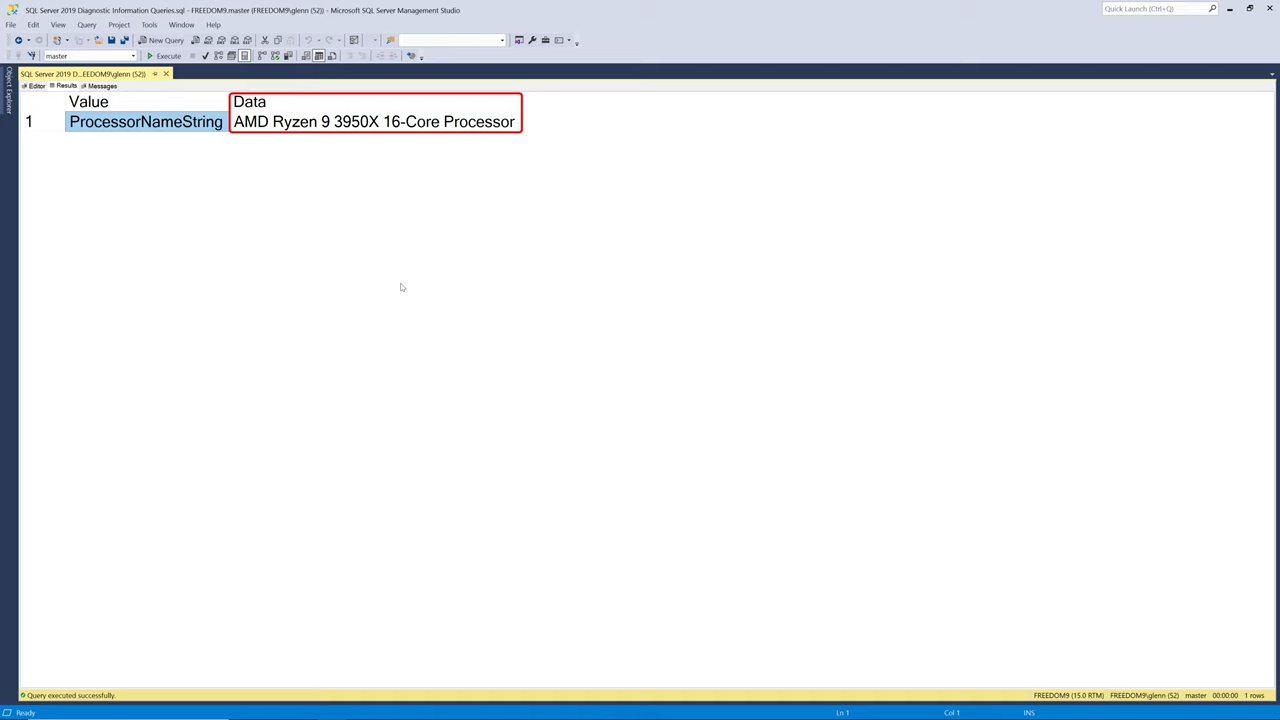 SQL Server 2019 Diagnostic Information Queries.sql - FREEDOM9.master (FREEDOM9\glenn (52)) - Microsoft SQL Server Management Studio
Quick Launch (Ctrl+Q)
File Edit View Query Project Tools Window Help
New Query
master Execute
Object Explorer
SQL Server 2019 D...EEDOM9\glenn (52))
Editor Results Messages
Value Data
1 ProcessorNameString AMD Ryzen 9 3950X 16-Core Processor
Query executed successfully. FREEDOM9 (15.0 RTM) FREEDOM9\glenn (52) master 00:00:00 1 rows
Ready Ln 1 Col 1 INS